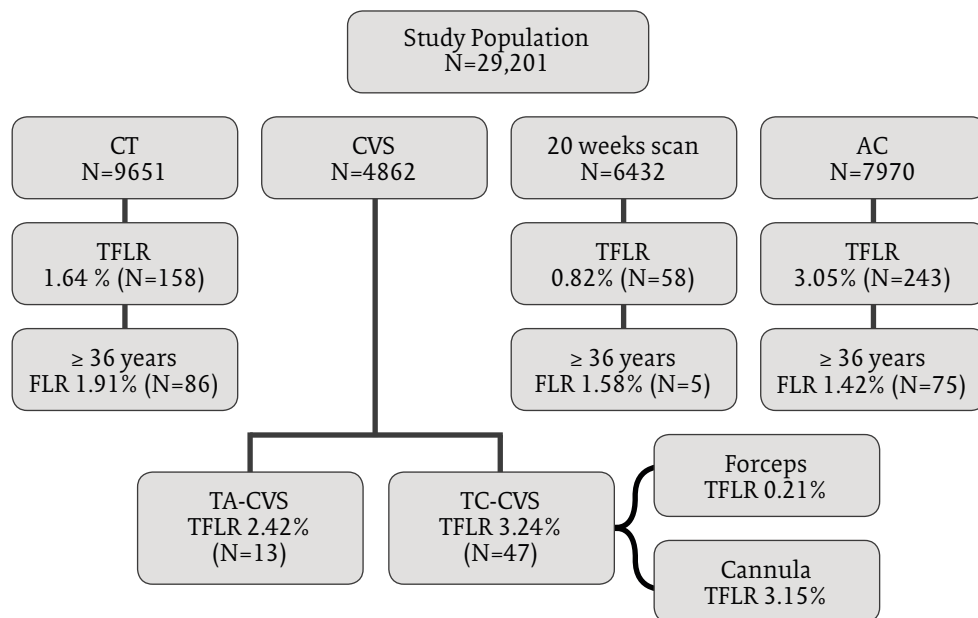 Study Population
N=29,201
CT
N=9651
CVS
N=4862
20 weeks scan
N=6432
AC
N=7970
TFLR
1.64 % (N=158)
TFLR
0.82% (N=58)
TFLR
3.05% (N=243)
≥ 36 years
FLR 1.91% (N=86)
≥ 36 years
FLR 1.58% (N=5)
≥ 36 years
FLR 1.42% (N=75)
TA-CVS
TFLR 2.42%
(N=13)
TC-CVS
TFLR 3.24%
(N=47)
Forceps
TFLR 0.21%
Cannula
TFLR 3.15%